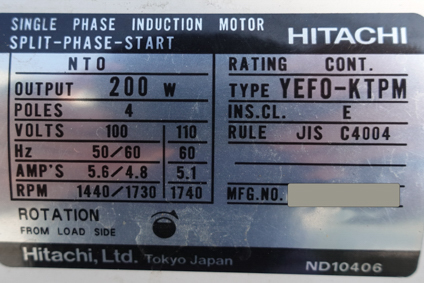 SINGLE PHASE INDUCTION MOTOR
SPLIT-PHASE-START
HITACHI
NTO
OUTPUT 200 W
POLES 4
VOLTS 100 110
Hz 50/60 60
AMP'S 5.6/4.8 5.1
RPM 1440/1730 1740
RATING CONT.
TYPE YEFO-KTPM
INS.CL. E
RULE JIS C4004
MFG.NO.
ROTATION
FROM LOAD SIDE
Hitachi, Ltd. Tokyo Japan
ND10406